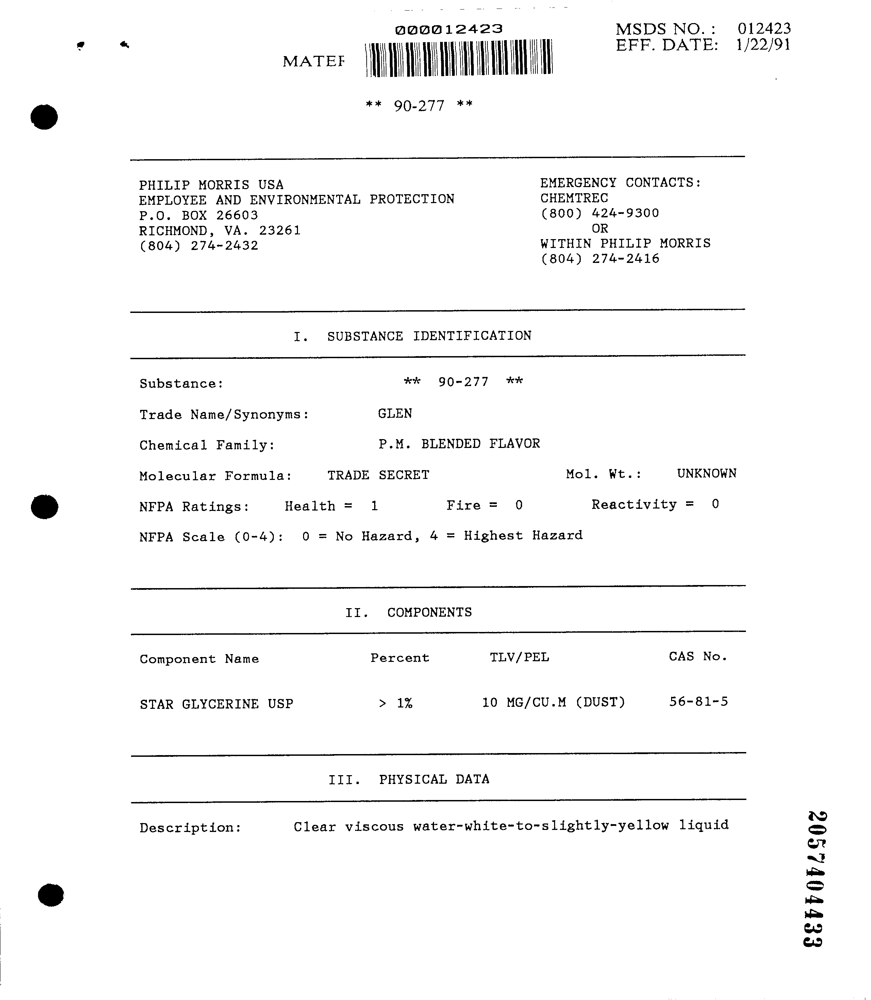 000012423
MSDS NO. : 012423
EFF. DATE: 1/22/91
MATER
** 90-277 **
PHILIP MORRIS USA
EMPLOYEE AND ENVIRONMENTAL PROTECTION
P.O. BOX 26603
RICHMOND, VA. 23261
(804) 274-2432
EMERGENCY CONTACTS:
CHEMTREC
(800) 424-9300
OR
WITHIN PHILIP MORRIS
(804) 274-2416
I. SUBSTANCE IDENTIFICATION
Substance: ** 90-277 **
Trade Name/Synonyms: GLEN
Chemical Family: P.M. BLENDED FLAVOR
Molecular Formula: TRADE SECRET Mol. Wt.: UNKNOWN
NFPA Ratings: Health = 1 Fire = 0 Reactivity = 0
NFPA Scale (0-4): 0 = No Hazard, 4 = Highest Hazard
II. COMPONENTS
Component Name Percent TLV/PEL CAS No.
STAR GLYCERINE USP > 1% 10 MG/CU.M (DUST) 56-81-5
III. PHYSICAL DATA
Description: Clear viscous water-white-to-slightly-yellow liquid
2057404433